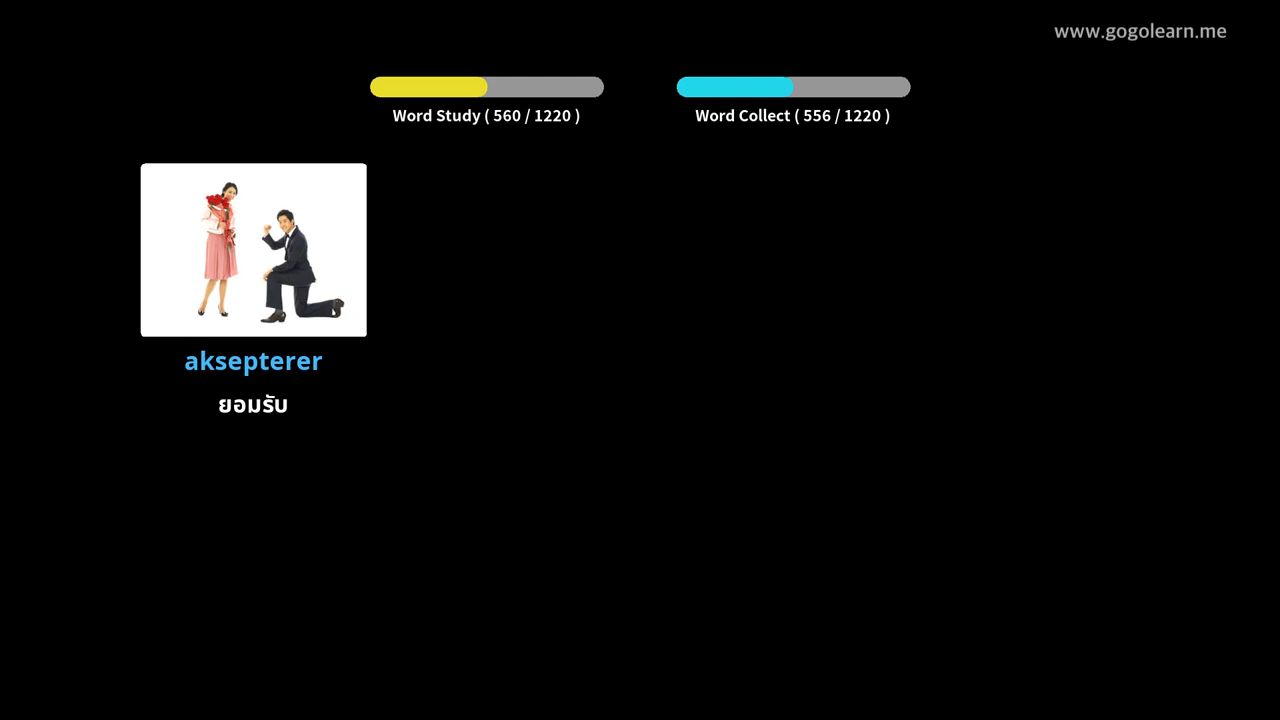 www.gogolearn.me
Word Study ( 560 / 1220 )
Word Collect ( 556 / 1220 )
aksepterer
ยอมรับ